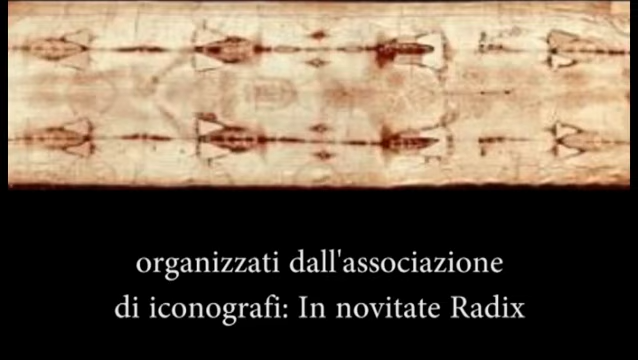 organizzati dall'associazione
di iconografi: In novitate Radix